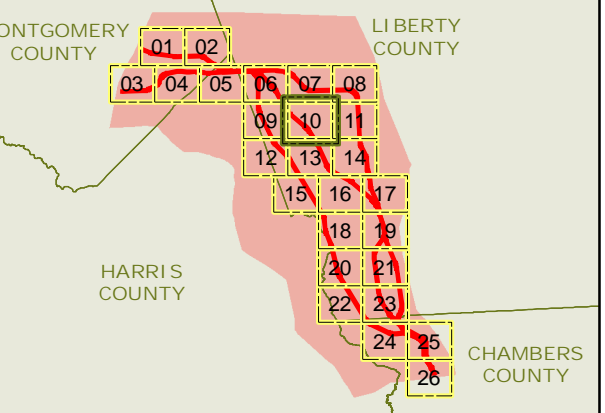 ONTGOMERY
COUNTY
LIBERTY
COUNTY
01 02
03 04 05 06 07 08
09 10 11
12 13 14
15 16 17
18 19
20 21
22 23
24 25
26
HARRIS
COUNTY
CHAMBERS
COUNTY